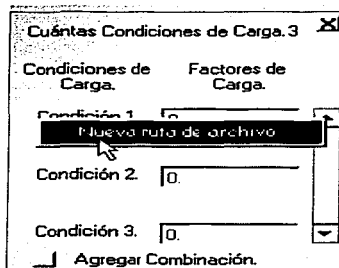 Cuántas Condiciones de Carga. 3
Condiciones de Carga.
Factores de Carga.
Condición 1. 0.
Nueva ruta de archivo
Condición 2. 0.
Condición 3. 0.
Agregar Combinación.